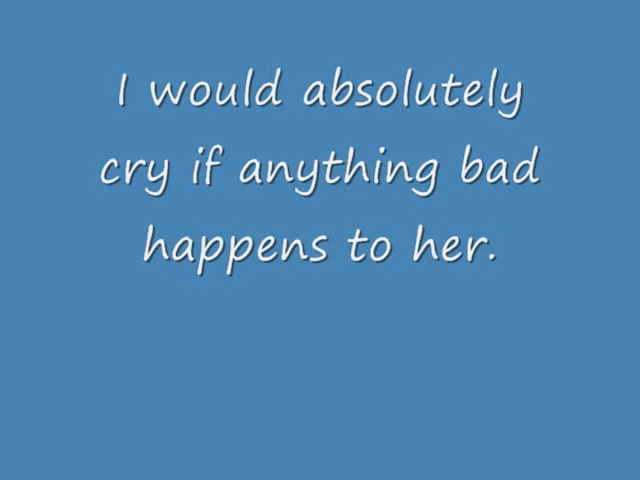 I would absolutely
cry if anything bad
happens to her.